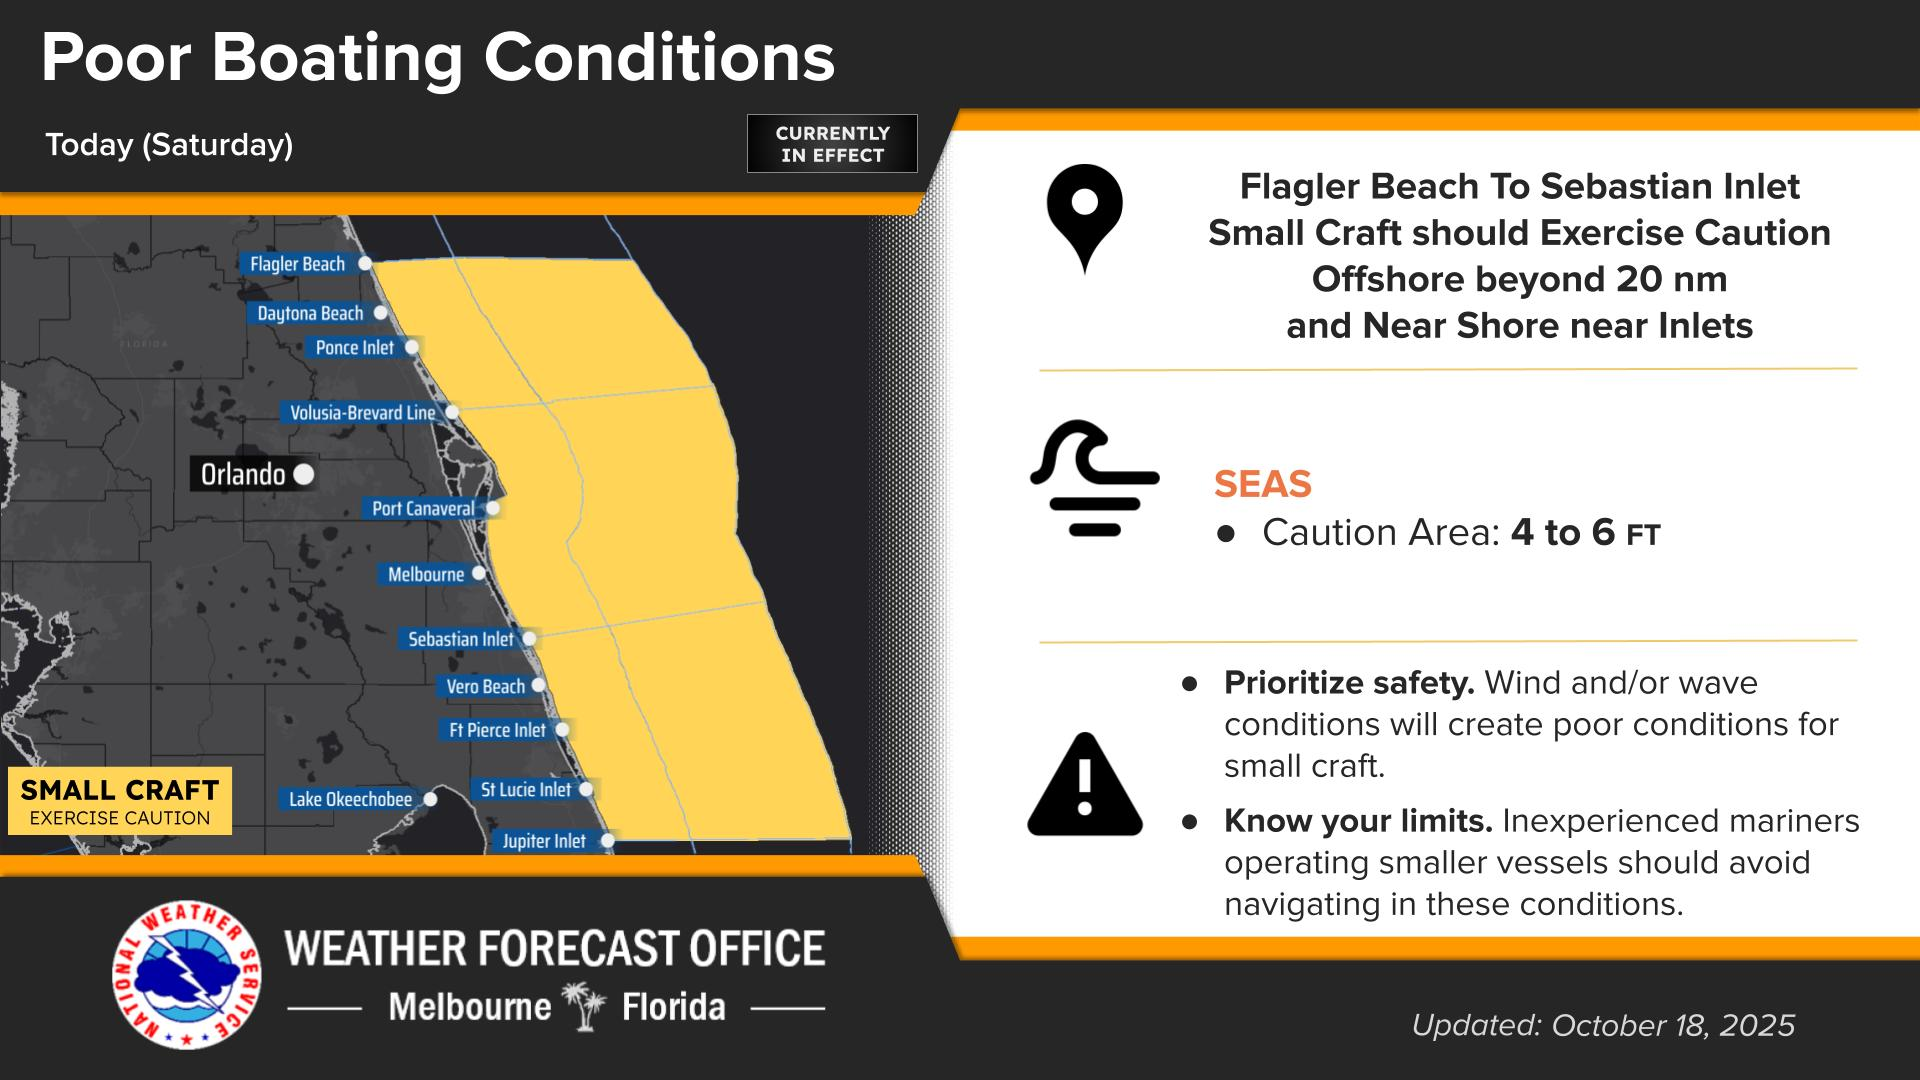 Poor Boating Conditions
Today (Saturday)
CURRENTLY
IN EFFECT
Flagler Beach
Daytona Beach
Ponce Inlet
FLORIDA
Volusia-Brevard Line
Orlando
Port Canaveral
Melbourne
Sebastian Inlet
Vero Beach
Ft Pierce Inlet
St Lucie Inlet
Lake Okeechobee
Jupiter Inlet
SMALL CRAFT
EXERCISE CAUTION
Flagler Beach To Sebastian Inlet
Small Craft should Exercise Caution
Offshore beyond 20 nm
and Near Shore near Inlets
SEAS
● Caution Area: 4 to 6 FT
● Prioritize safety. Wind and/or wave
conditions will create poor conditions for
small craft.
● Know your limits. Inexperienced mariners
operating smaller vessels should avoid
navigating in these conditions.
NATIONAL WEATHER SERVICE
WEATHER FORECAST OFFICE
Melbourne Florida
Updated: October 18, 2025